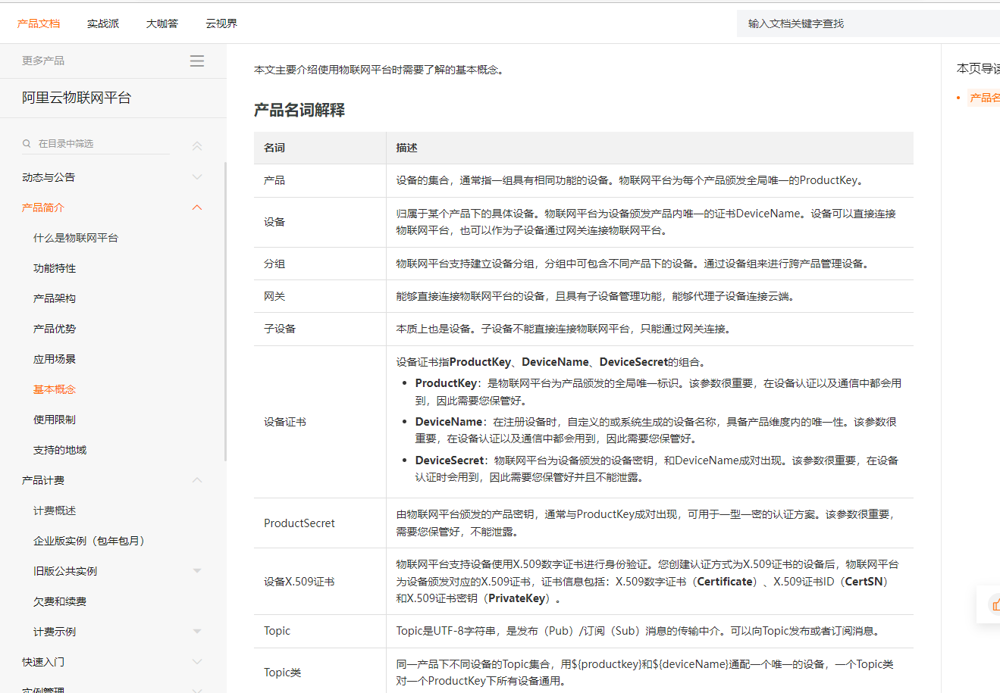 产品文档 实战派 大咖答 云视界 输入文档关键字查找
更多产品
阿里云物联网平台
在目录中筛选
动态与公告
产品简介
什么是物联网平台
功能特性
产品架构
产品优势
应用场景
基本概念
使用限制
支持的地域
产品计费
计费概述
企业版实例（包年包月）
旧版公共实例
欠费和续费
计费示例
快速入门
实例管理
本文主要介绍使用物联网平台时需要了解的基本概念。
产品名词解释
名词 描述
产品 设备的集合，通常指一组具有相同功能的设备。物联网平台为每个产品颁发全局唯一的ProductKey。
设备 归属于某个产品下的具体设备。物联网平台为设备颁发产品内唯一的证书DeviceName。设备可以直接连接
物联网平台，也可以作为子设备通过网关连接物联网平台。
分组 物联网平台支持建立设备分组，分组中可包含不同产品下的设备。通过设备组来进行跨产品管理设备。
网关 能够直接连接物联网平台的设备，且具有子设备管理功能，能够代理子设备连接云端。
子设备 本质上也是设备。子设备不能直接连接物联网平台，只能通过网关连接。
设备证书 设备证书指ProductKey、DeviceName、DeviceSecret的组合。
• ProductKey：是物联网平台为产品颁发的全局唯一标识。该参数很重要，在设备认证以及通信中都会用
到，因此需要您保管好。
• DeviceName：在注册设备时，自定义的或系统生成的设备名称，具备产品维度内的唯一性。该参数很
重要，在设备认证以及通信中都会用到，因此需要您保管好。
• DeviceSecret：物联网平台为设备颁发的设备密钥，和DeviceName成对出现。该参数很重要，在设备
认证时会用到，因此需要您保管好并且不能泄露。
ProductSecret 由物联网平台颁发的产品密钥，通常与ProductKey成对出现，可用于一型一密的认证方案。该参数很重要，
需要您保管好，不能泄露。
设备X.509证书 物联网平台支持设备使用X.509数字证书进行身份验证。您创建认证方式为X.509证书的设备后，物联网平台
为设备颁发对应的X.509证书，证书信息包括：X.509数字证书（Certificate）、X.509证书ID（CertSN）
和X.509证书密钥（PrivateKey）。
Topic Topic是UTF-8字符串，是发布（Pub）/订阅（Sub）消息的传输中介。可以向Topic发布或者订阅消息。
Topic类 同一产品下不同设备的Topic集合，用${productkey}和${deviceName}通配一个唯一的设备，一个Topic类
对一个ProductKey下所有设备通用。
本页导读
• 产品名